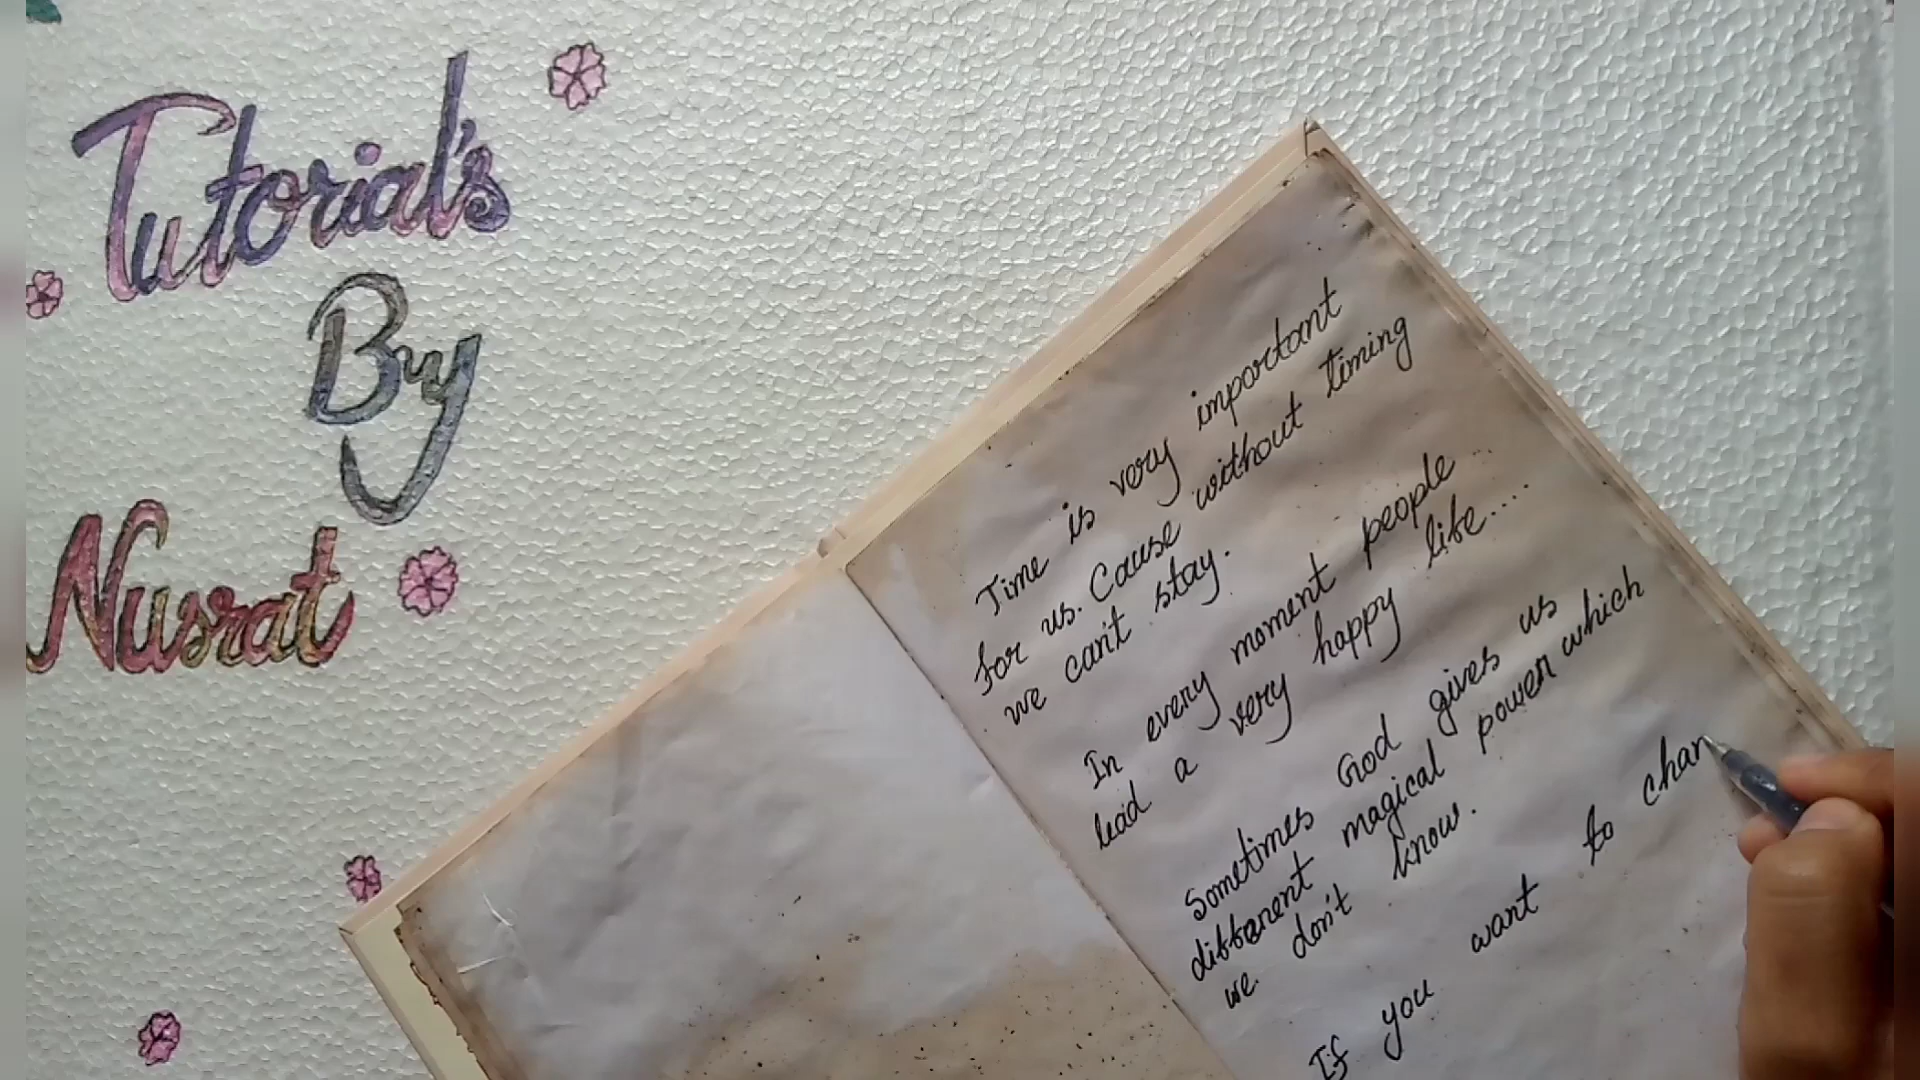 Tutorial's
By
Nusrat
Time is very important
for us. Cause without timing
we can't stay.
In every moment people
lead a very happy life....
Sometimes God gives us
different magical power which
we don't know.
If you want to chan